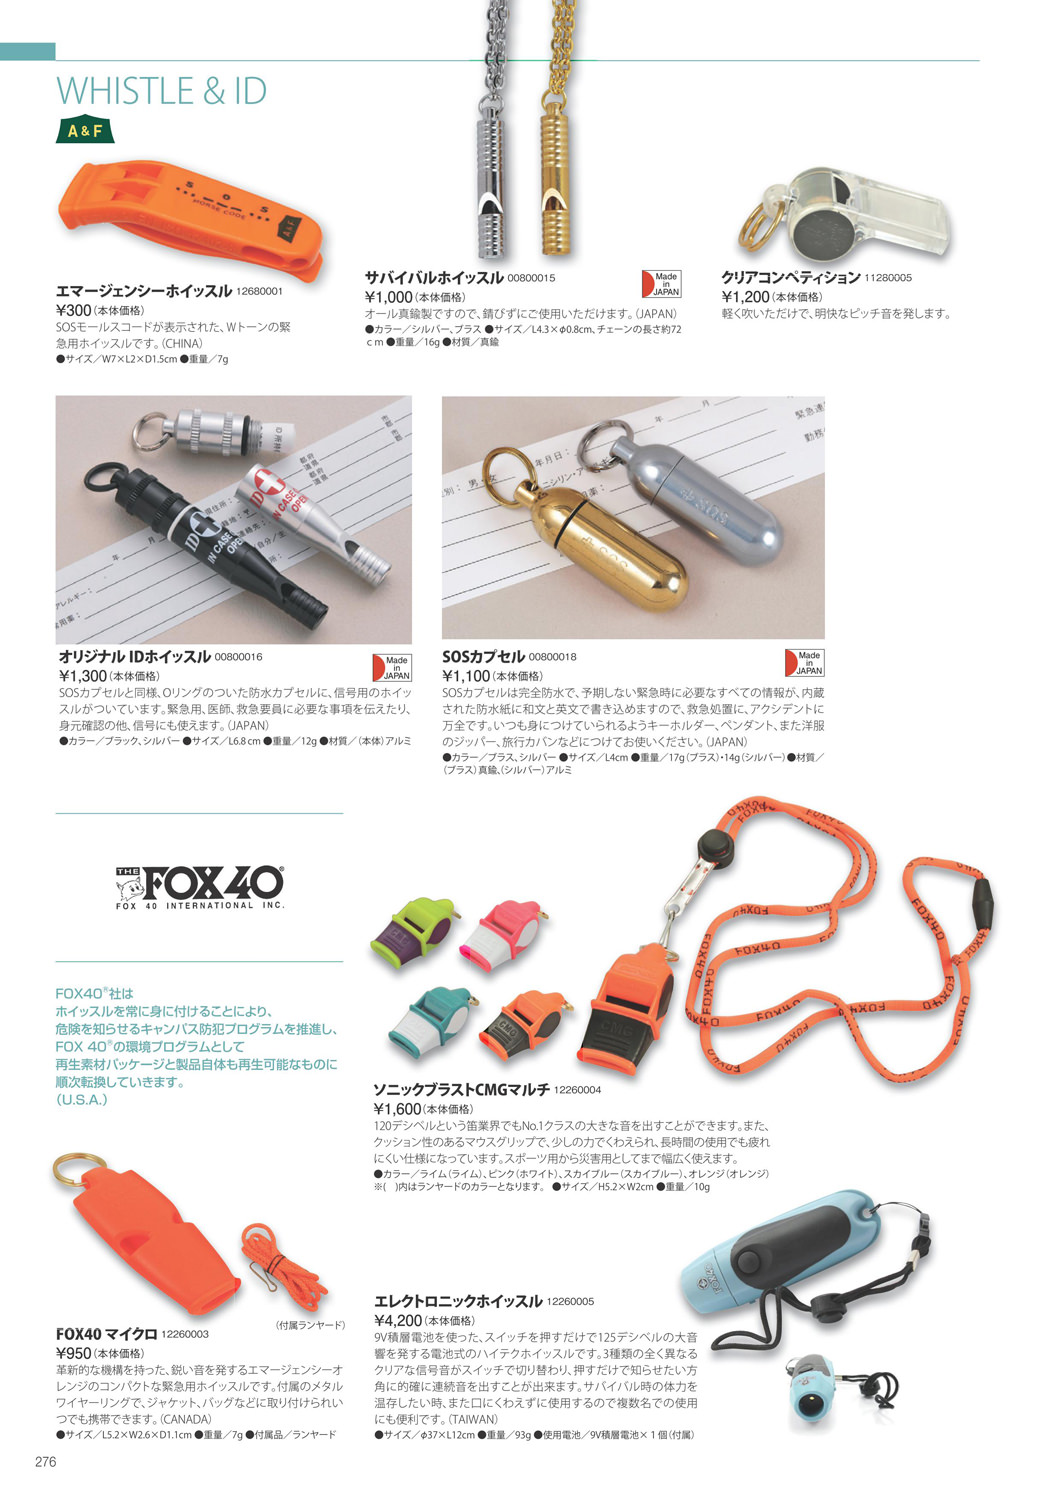 WHISTLE & ID
A & F
S O S
MORSE CODE
A&F
エマージェンシーホイッスル 12680001
¥300(本体価格)
SOSモールスコードが表示された、Wトーンの緊
急用ホイッスルです。(CHINA)
●サイズ/W7×L2×D1.5cm ●重量/7g
サバイバルホイッスル 00800015
¥1,000(本体価格)
Made
in
JAPAN
オール真鍮製ですので、錆びずにご使用いただけます。(JAPAN)
●カラー/シルバー、ブラス ●サイズ/L4.3×φ0.8cm、チェーンの長さ約72
cm ●重量/16g ●材質/真鍮
クリアコンペティション 11280005
¥1,200(本体価格)
軽く吹いただけで、明快なピッチ音を発します。
ID
IN CASE
OPEN
ID
IN CASE
OPEN
オリジナル IDホイッスル 00800016
¥1,300(本体価格)
Made
in
JAPAN
SOSカプセルと同様、Oリングのついた防水カプセルに、信号用のホイッ
スルがついています。緊急用、医師、救急要員に必要な事項を伝えたり、
身元確認の他、信号にも使えます。(JAPAN)
●カラー/ブラック、シルバー ●サイズ/L6.8cm ●重量/12g ●材質/(本体)アルミ
SOS
SOS
SOSカプセル 00800018
¥1,100(本体価格)
Made
in
JAPAN
SOSカプセルは完全防水で、予期しない緊急時に必要なすべての情報が、内蔵
された防水紙に和文と英文で書き込めますので、救急処置に、アクシデントに
万全です。いつも身につけていられるようキーホルダー、ペンダント、また洋服
のジッパー、旅行カバンなどにつけてお使いください。(JAPAN)
●カラー/ブラス、シルバー ●サイズ/L4cm ●重量/17g(ブラス)・14g(シルバー) ●材質/
(ブラス)真鍮、(シルバー)アルミ
THE
FOX 40®
FOX 40 INTERNATIONAL INC.
FOX40®社は
ホイッスルを常に身に付けることにより、
危険を知らせるキャンパス防犯プログラムを推進し、
FOX 40®の環境プログラムとして
再生素材パッケージと製品自体も再生可能なものに
順次転換していきます。
(U.S.A.)
CMG
FOX40
ソニックブラストCMGマルチ 12260004
¥1,600(本体価格)
120デシベルという笛業界でもNo.1クラスの大きな音を出すことができます。また、
クッション性のあるマウスグリップで、少しの力でくわえられ、長時間の使用でも疲れ
にくい仕様になっています。スポーツ用から災害用としてまで幅広く使えます。
●カラー/ライム(ライム)、ピンク(ホワイト)、スカイブルー(スカイブルー)、オレンジ(オレンジ)
※( )内はランヤードのカラーとなります。 ●サイズ/H5.2×W2cm ●重量/10g
(付属ランヤード)
FOX40 マイクロ 12260003
¥950(本体価格)
革新的な機構を持った、鋭い音を発するエマージェンシーオ
レンジのコンパクトな緊急用ホイッスルです。付属のメタル
ワイヤーリングで、ジャケット、バッグなどに取り付けられい
つでも携帯できます。(CANADA)
●サイズ/L5.2×W2.6×D1.1cm ●重量/7g ●付属品/ランヤード
エレクトロニックホイッスル 12260005
¥4,200(本体価格)
9V積層電池を使った、スイッチを押すだけで125デシベルの大音
響を発する電池式のハイテクホイッスルです。3種類の全く異なる
クリアな信号音がスイッチで切り替わり、押すだけで知らせたい方
角に的確に連続音を出すことが出来ます。サバイバル時の体力を
温存したい時、また口にくわえずに使用するので複数名での使用
にも便利です。(TAIWAN)
●サイズ/φ37×L12cm ●重量/93g ●使用電池/9V積層電池×1個(付属)
276